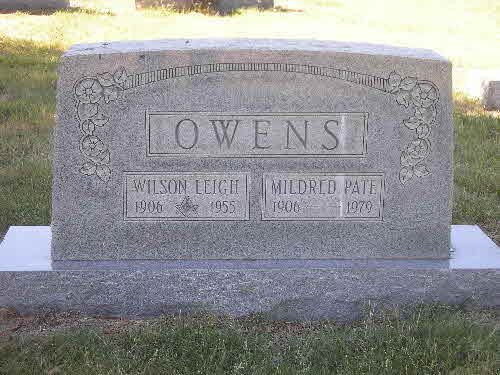 OWENS
WILSON LEIGH
1906 1955
MILDRED PATE
1906 1979